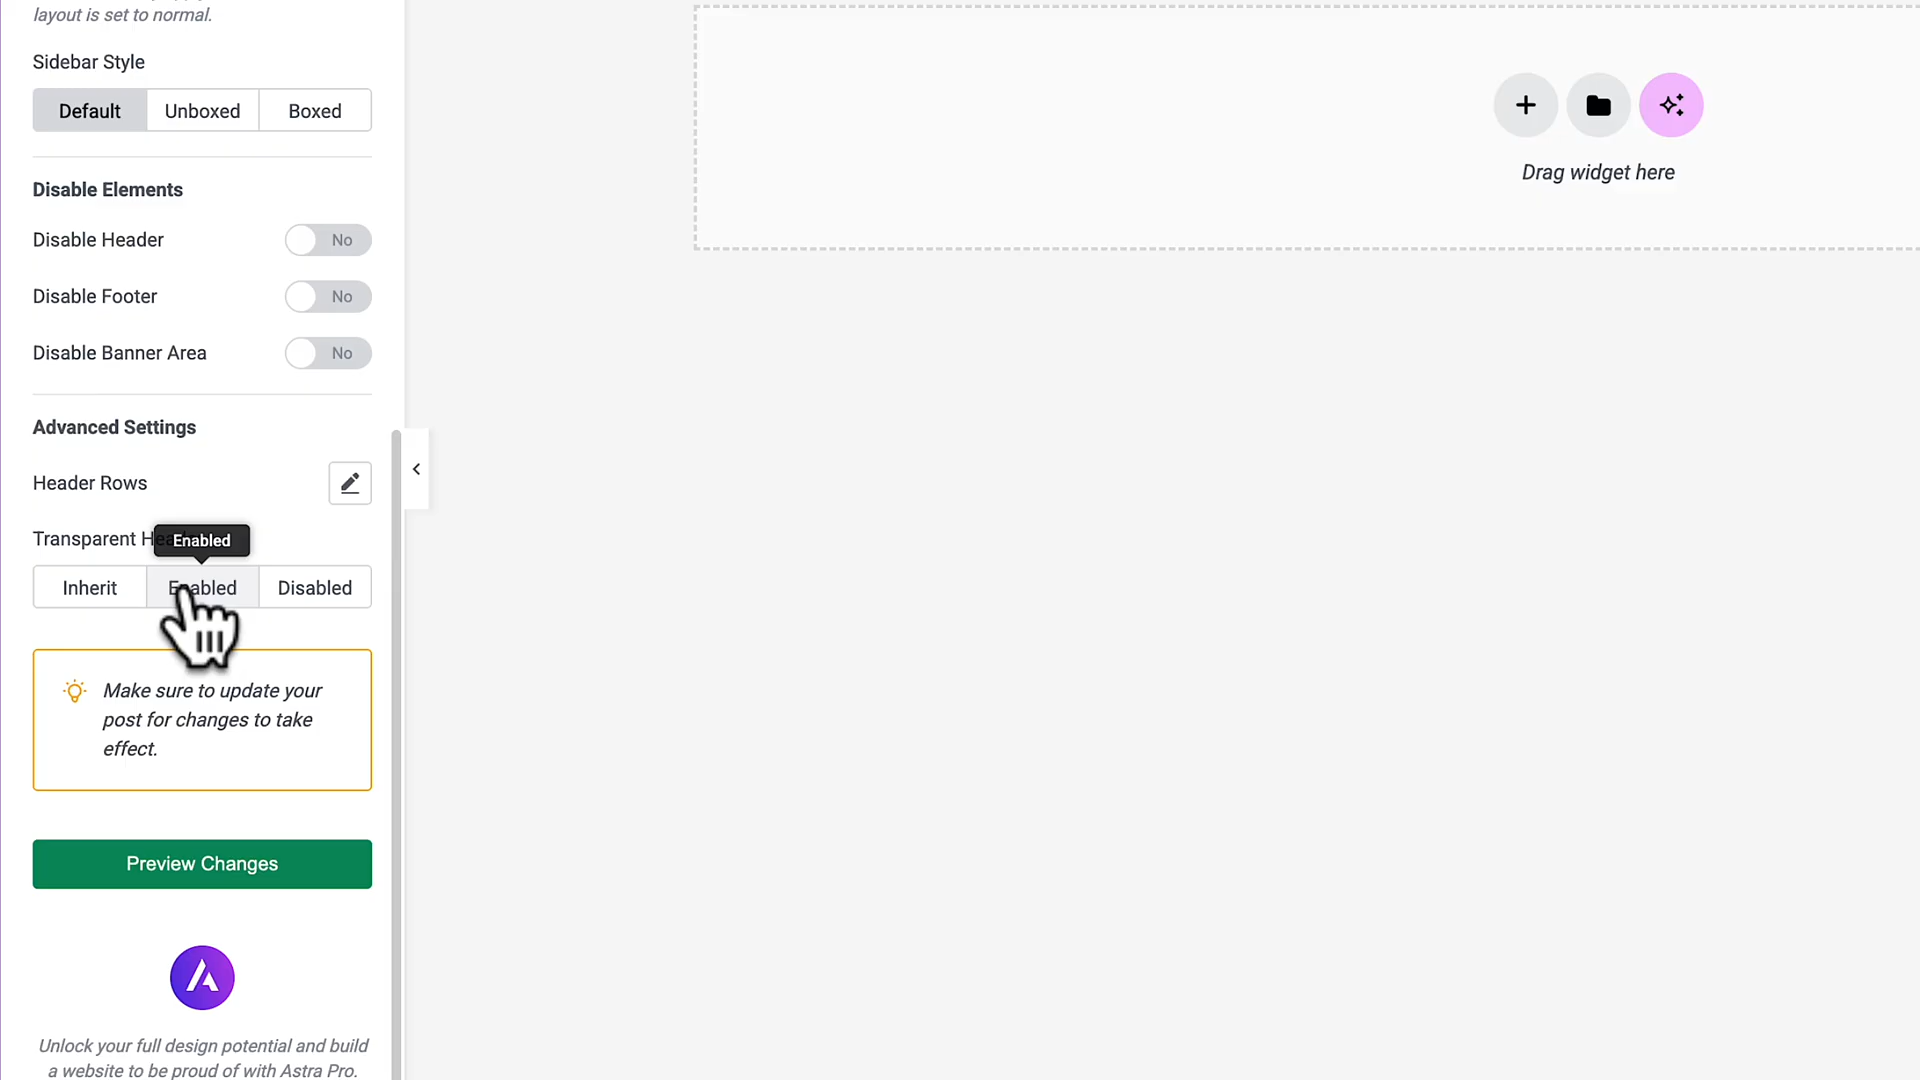 layout is set to normal.
Sidebar Style
Default Unboxed Boxed
Disable Elements
Disable Header No
Disable Footer No
Disable Banner Area No
Advanced Settings
Header Rows
Transparent
Enabled
Inherit Enabled Disabled
Make sure to update your
post for changes to take
effect.
Preview Changes
Unlock your full design potential and build
a website to be proud of with Astra Pro.
Drag widget here